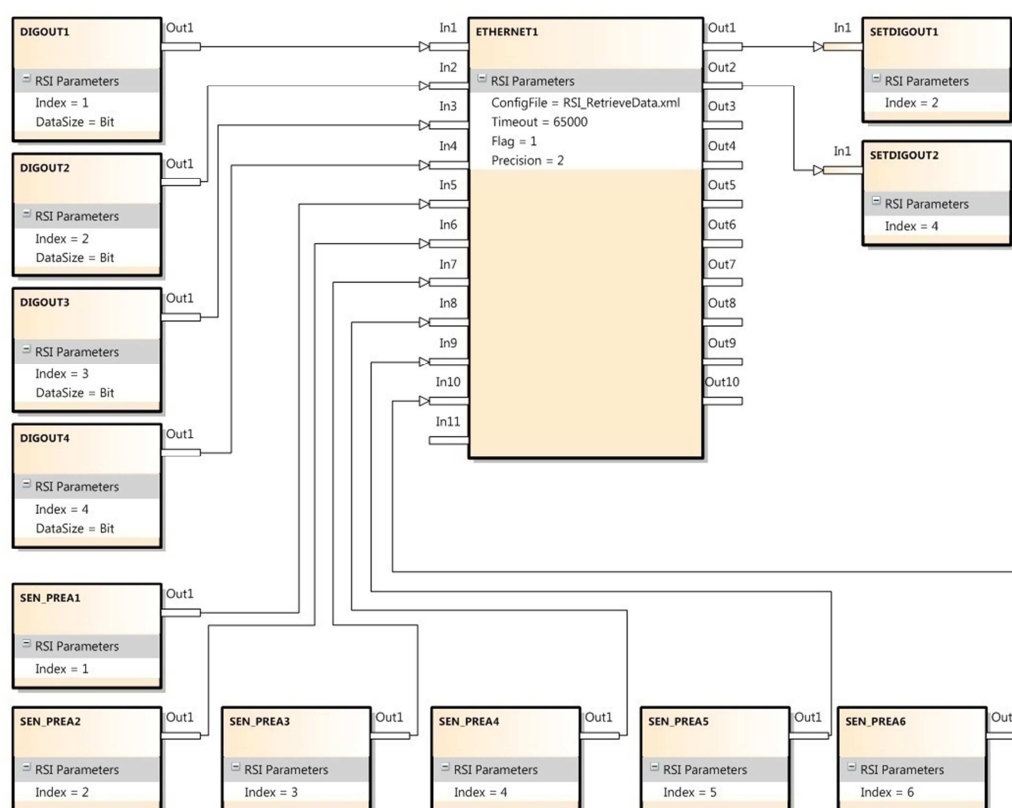 DIGOUT1
Out1
RSI Parameters
Index = 1
DataSize = Bit
DIGOUT2
Out1
RSI Parameters
Index = 2
DataSize = Bit
DIGOUT3
Out1
RSI Parameters
Index = 3
DataSize = Bit
DIGOUT4
Out1
RSI Parameters
Index = 4
DataSize = Bit
In1
In2
In3
In4
In5
In6
In7
In8
In9
In10
In11
ETHERNET1
RSI Parameters
ConfigFile = RSI_RetrieveData.xml
Timeout = 65000
Flag = 1
Precision = 2
Out1
Out2
Out3
Out4
Out5
Out6
Out7
Out8
Out9
Out10
In1
SETDIGOUT1
RSI Parameters
Index = 2
In1
SETDIGOUT2
RSI Parameters
Index = 4
SEN_PREA1
Out1
RSI Parameters
Index = 1
SEN_PREA2
Out1
RSI Parameters
Index = 2
SEN_PREA3
Out1
RSI Parameters
Index = 3
SEN_PREA4
Out1
RSI Parameters
Index = 4
SEN_PREA5
Out1
RSI Parameters
Index = 5
SEN_PREA6
Out
RSI Parameters
Index = 6